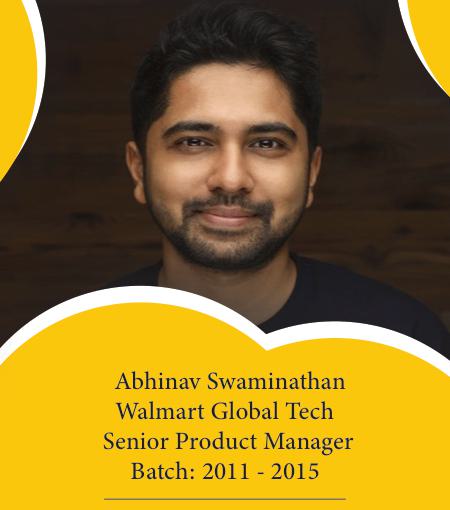 Abhinav Swaminathan
Walmart Global Tech
Senior Product Manager
Batch: 2011 - 2015